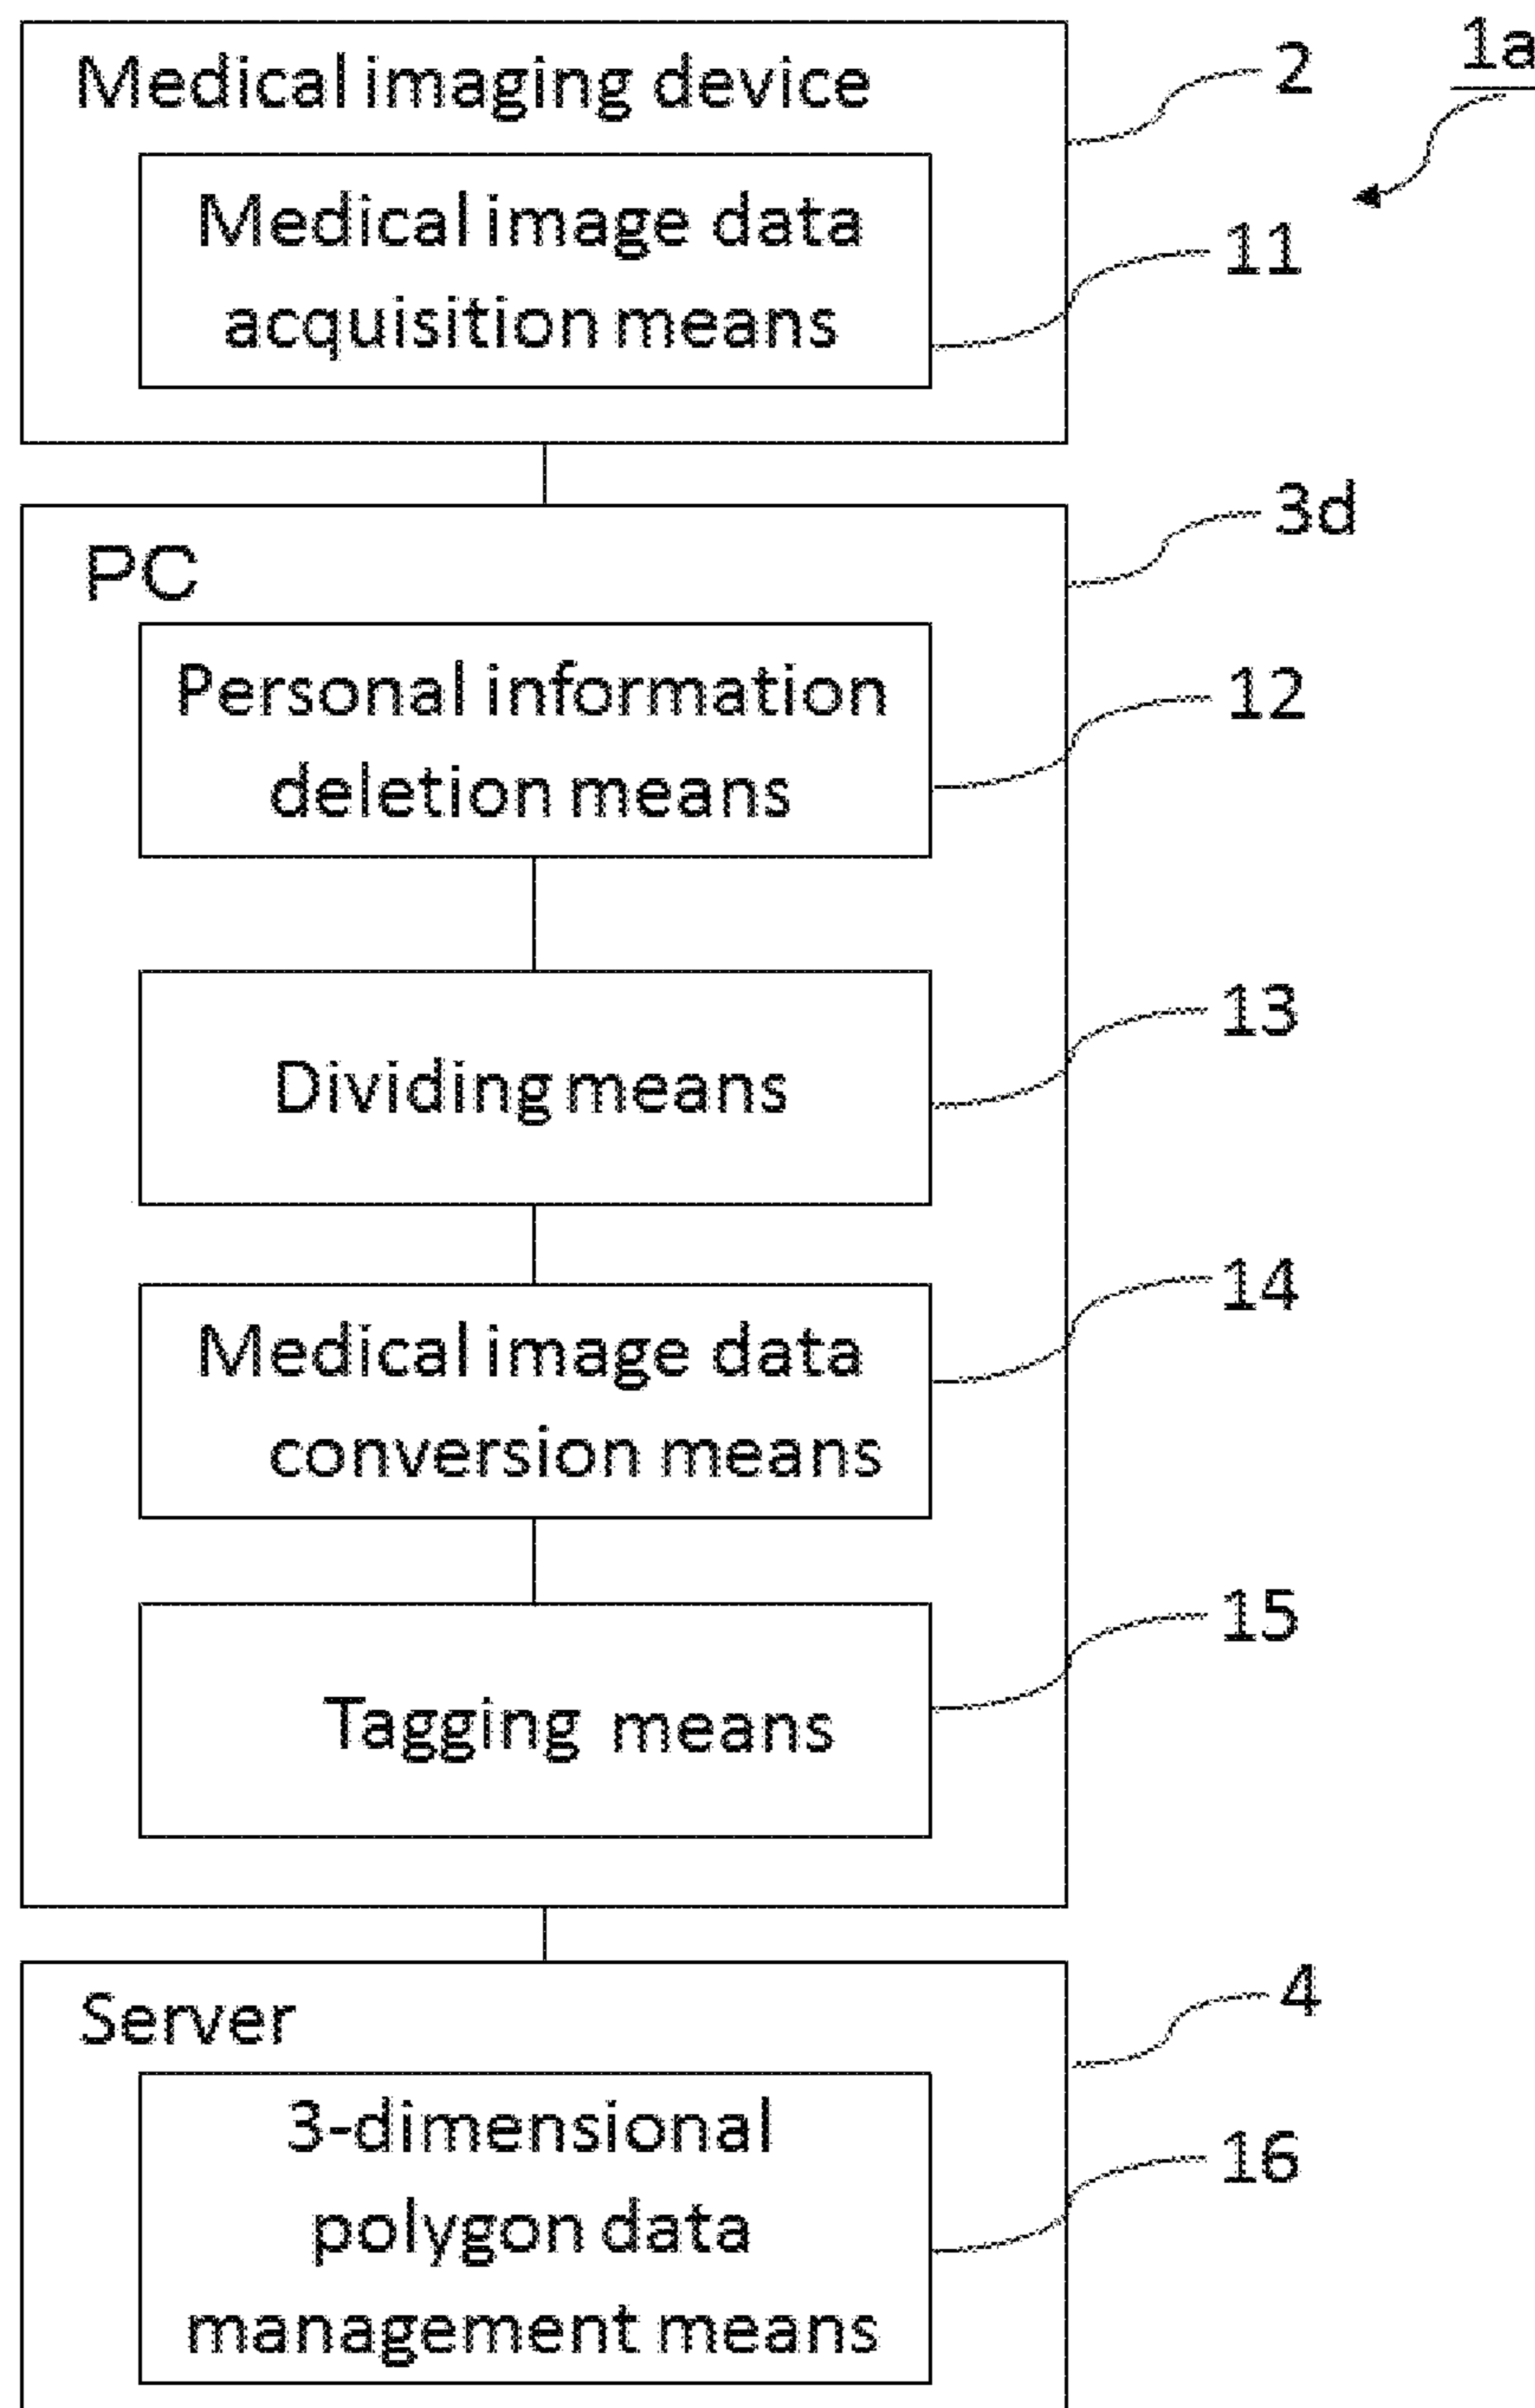 1a
Medical imaging device
2
Medical image data
acquisition means
11
3d
PC
Personal information
deletion means
12
Dividing means
13
Medical image data
conversion means
14
Tagging means
15
Server
4
3-dimensional
polygon data
management means
16